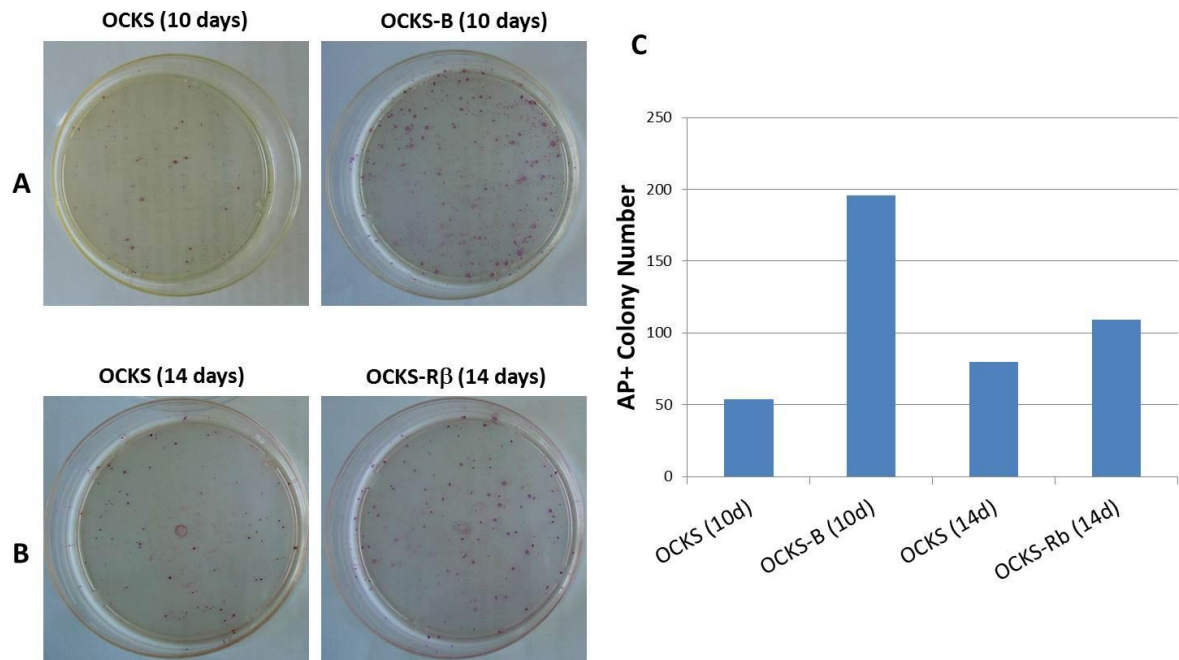 OCKS (10 days)
OCKS-B (10 days)
A
OCKS (14 days)
OCKS-Rβ (14 days)
B
C
AP+ Colony Number
250
200
150
100
50
0
OCKS (10d)
OCKS-B (10d)
OCKS (14d)
OCKS-Rb (14d)